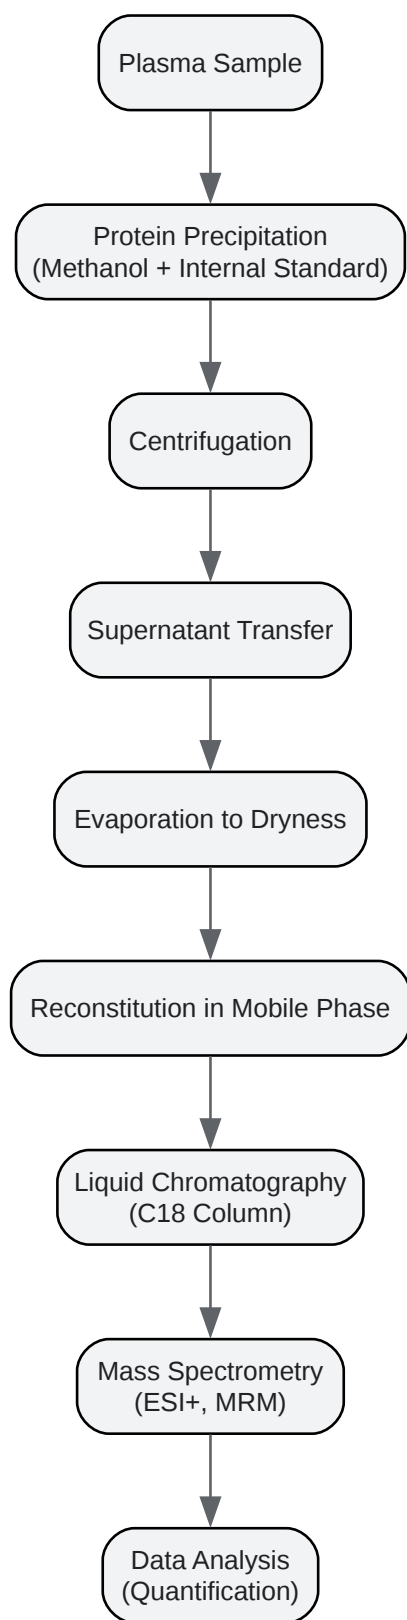 Plasma Sample
Protein Precipitation
(Methanol + Internal Standard)
Centrifugation
Supernatant Transfer
Evaporation to Dryness
Reconstitution in Mobile Phase
Liquid Chromatography
(C18 Column)
Mass Spectrometry
(ESI+, MRM)
Data Analysis
(Quantification)